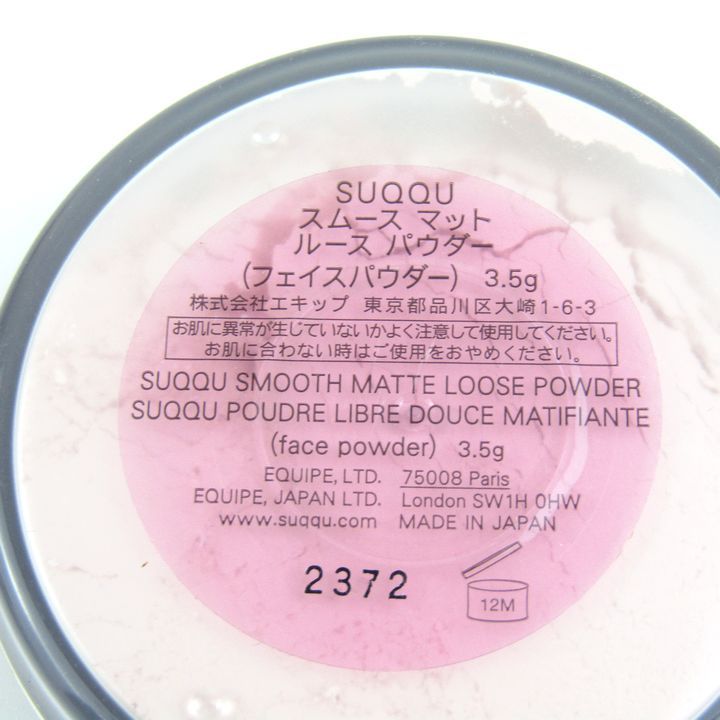 SUQQU
スムース マット
ルース パウダー
(フェイスパウダー) 3.5g
株式会社エキップ 東京都品川区大崎1-6-3
お肌に異常が生じていないかよく注意して使用してください。
お肌に合わない時はご使用をおやめください。
SUQQU SMOOTH MATTE LOOSE POWDER
SUQQU POUDRE LIBRE DOUCE MATIFIANTE
(face powder) 3.5g
EQUIPE, LTD. 75008 Paris
EQUIPE, JAPAN LTD. London SW1H 0HW
www.suqqu.com MADE IN JAPAN
2372
12M